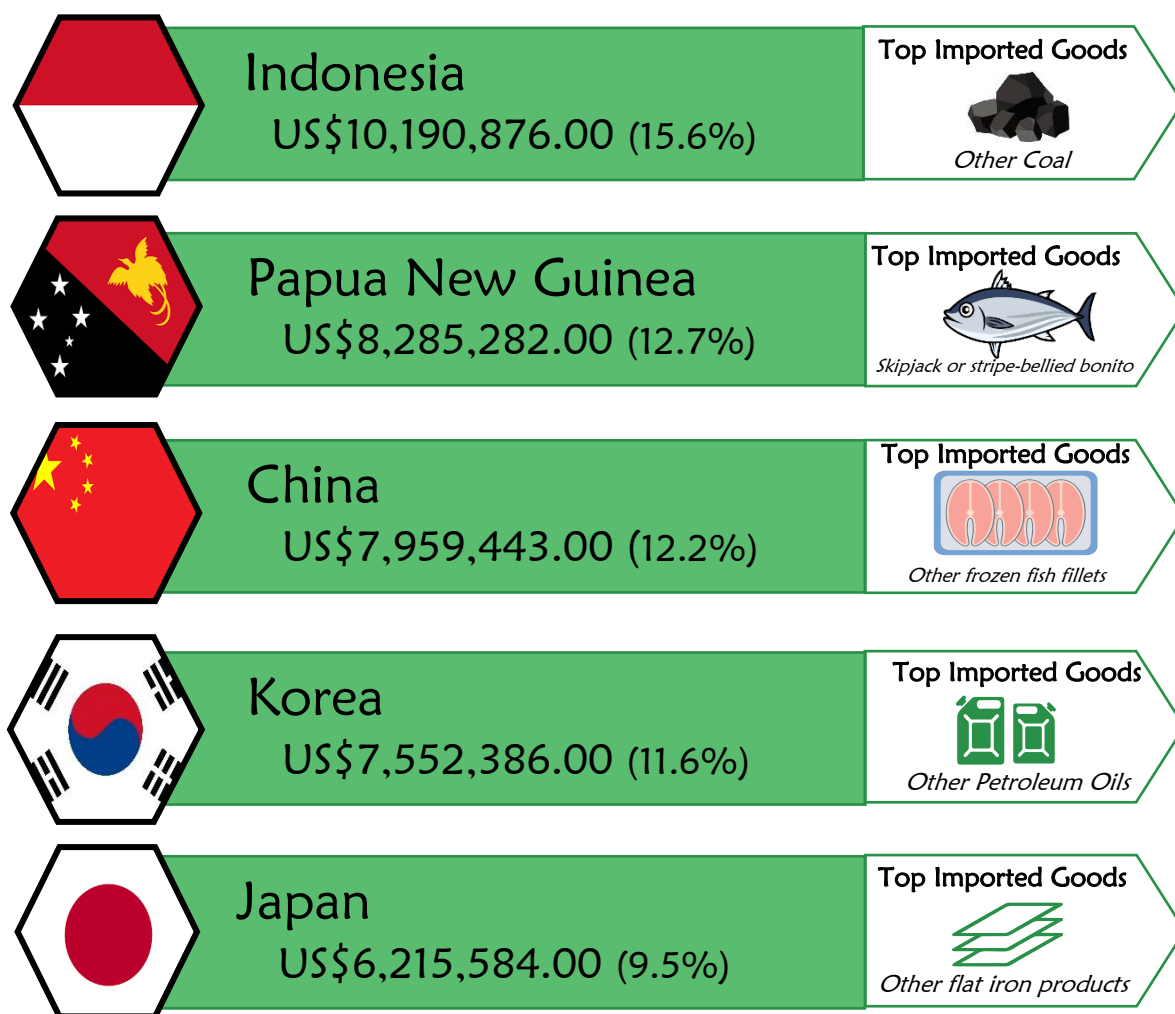 Indonesia
US$10,190,876.00 (15.6%)
Top Imported Goods
Other Coal
Papua New Guinea
US$8,285,282.00 (12.7%)
Top Imported Goods
Skipjack or stripe-bellied bonito
China
US$7,959,443.00 (12.2%)
Top Imported Goods
Other frozen fish fillets
Korea
US$7,552,386.00 (11.6%)
Top Imported Goods
Other Petroleum Oils
Japan
US$6,215,584.00 (9.5%)
Top Imported Goods
Other flat iron products